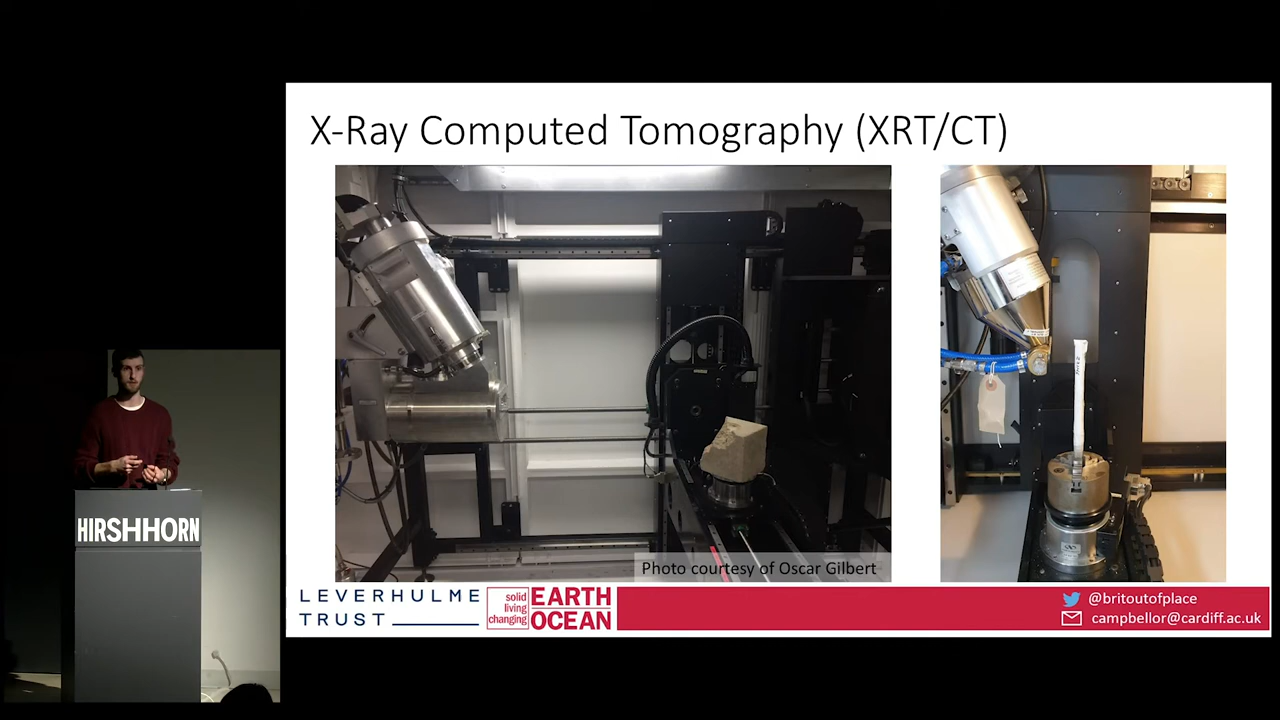 X-Ray Computed Tomography (XRT/CT)
Photo courtesy of Oscar Gilbert
HIRSHHORN
LEVERHULME
TRUST
solid
living
changing
EARTH
OCEAN
@britoutofplace
campbellor@cardiff.ac.uk